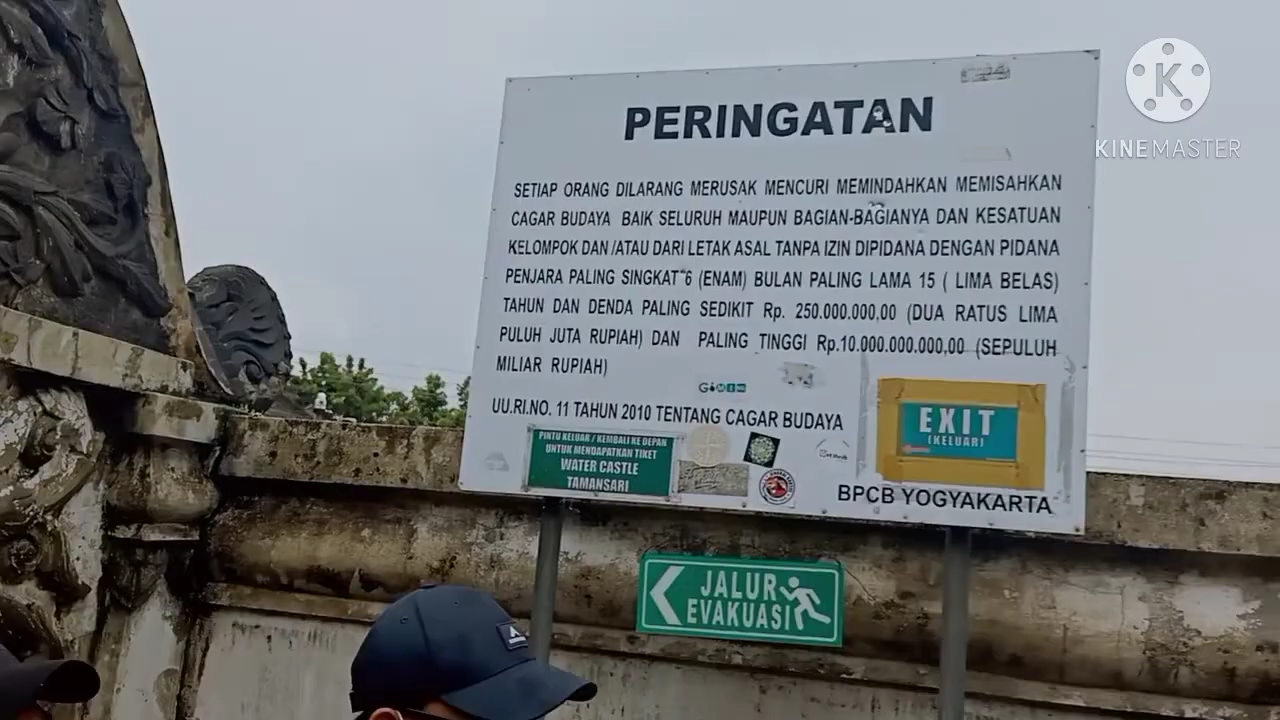 K
KINEMASTER
PERINGATAN
SETIAP ORANG DILARANG MERUSAK MENCURI MEMINDAHKAN MEMISAHKAN
CAGAR BUDAYA BAIK SELURUH MAUPUN BAGIAN-BAGIANYA DAN KESATUAN
KELOMPOK DAN /ATAU DARI LETAK ASAL TANPA IZIN DIPIDANA DENGAN PIDANA
PENJARA PALING SINGKAT 6 (ENAM) BULAN PALING LAMA 15 ( LIMA BELAS)
TAHUN DAN DENDA PALING SEDIKIT Rp. 250.000.000,00 (DUA RATUS LIMA
PULUH JUTA RUPIAH) DAN PALING TINGGI Rp.10.000.000.000,00 (SEPULUH
MILIAR RUPIAH)
UU.RI.NO. 11 TAHUN 2010 TENTANG CAGAR BUDAYA
EXIT
(KELUAR)
PINTU KELUAR / KEMBALI KE DEPAN
UNTUK MENDAPATKAN TIKET
WATER CASTLE
TAMANSARI
BPCB YOGYAKARTA
JALUR
EVAKUASI